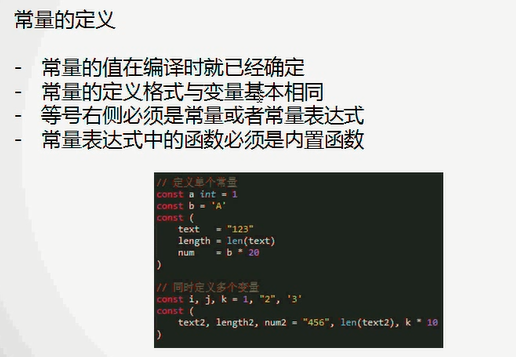 常量的定义
- 常量的值在编译时就已经确定
- 常量的定义格式与变量基本相同
- 等号右侧必须是常量或者常量表达式
- 常量表达式中的函数必须是内置函数
// 定义单个常量
const a int = 1
const b = 'A'
const (
    text   = "123"
    length = len(text)
    num    = b * 20
)
// 同时定义多个变量
const i, j, k = 1, "2", '3'
const (
    text2, length2, num2 = "456", len(text2), k * 10
)